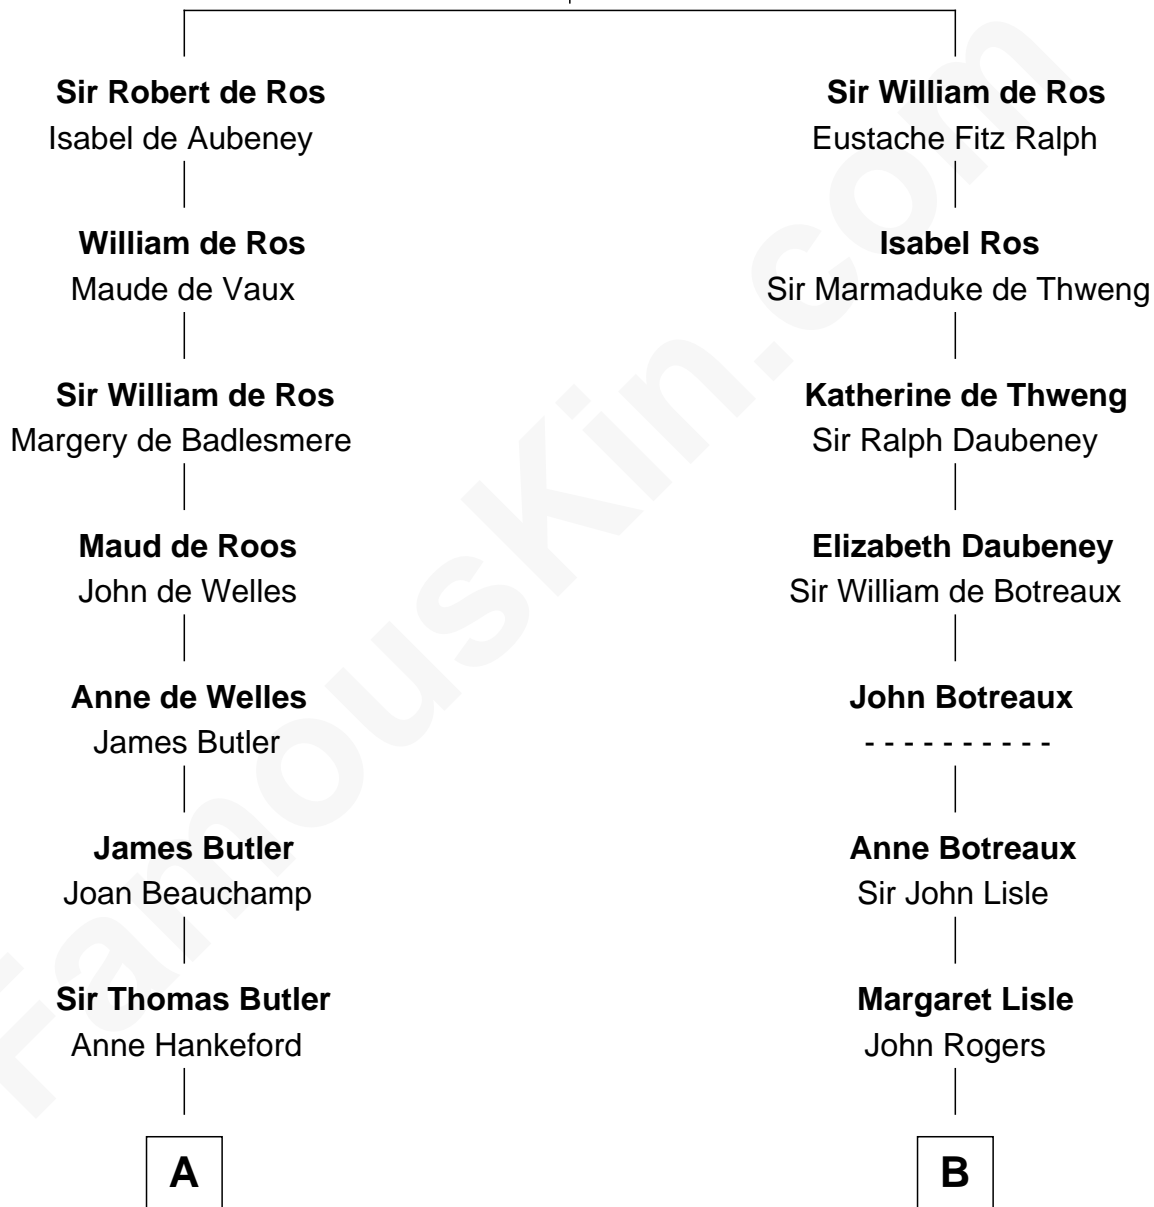 Sir Robert de Ros
Isabel de Aubeney
William de Ros
Maude de Vaux
Sir William de Ros
Margery de Badlesmere
Maud de Roos
John de Welles
Anne de Welles
James Butler
James Butler
Joan Beauchamp
Sir Thomas Butler
Anne Hankeford
A
Sir William de Ros
Eustache Fitz Ralph
Isabel Ros
Sir Marmaduke de Thweng
Katherine de Thweng
Sir Ralph Daubeney
Elizabeth Daubeney
Sir William de Botreaux
John Botreaux
- - - - - - - - - -
Anne Botreaux
Sir John Lisle
Margaret Lisle
John Rogers
B
FamousKin.com